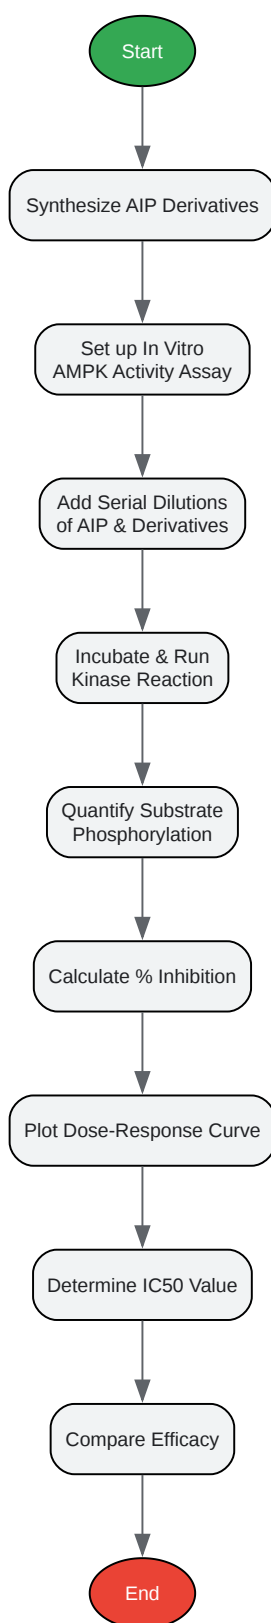 Start
Synthesize AIP Derivatives
Set up In Vitro
AMPK Activity Assay
Add Serial Dilutions
of AIP & Derivatives
Incubate & Run
Kinase Reaction
Quantify Substrate
Phosphorylation
Calculate % Inhibition
Plot Dose-Response Curve
Determine IC50 Value
Compare Efficacy
End